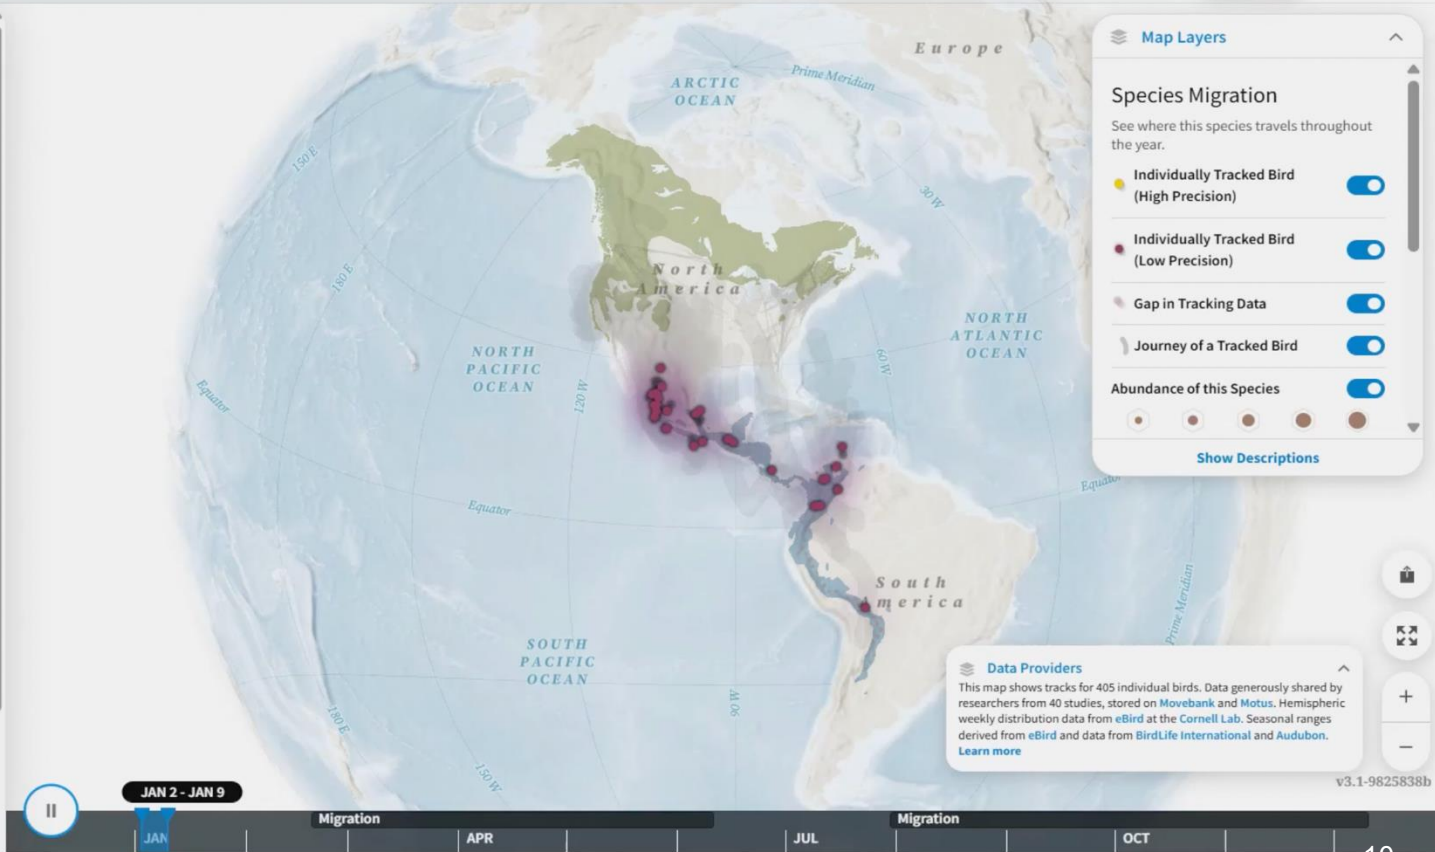 Europe
Prime Meridian
ARCTIC
OCEAN
150 E
30 W
180 E
North
America
NORTH
ATLANTIC
OCEAN
NORTH
PACIFIC
OCEAN
60 W
120 W
Equator
Equator
Equator
South
merica
Prime Meridian
SOUTH
PACIFIC
OCEAN
90 W
180 E
150 W
Map Layers
Species Migration
See where this species travels throughout
the year.
Individually Tracked Bird
(High Precision)
Individually Tracked Bird
(Low Precision)
Gap in Tracking Data
Journey of a Tracked Bird
Abundance of this Species
Show Descriptions
Data Providers
This map shows tracks for 405 individual birds. Data generously shared by
researchers from 40 studies, stored on Movebank and Motus. Hemispheric
weekly distribution data from eBird at the Cornell Lab. Seasonal ranges
derived from eBird and data from BirdLife International and Audubon.
Learn more
+
−
v3.1-9825838b
JAN 2 - JAN 9
Migration
Migration
JAN
APR
JUL
OCT